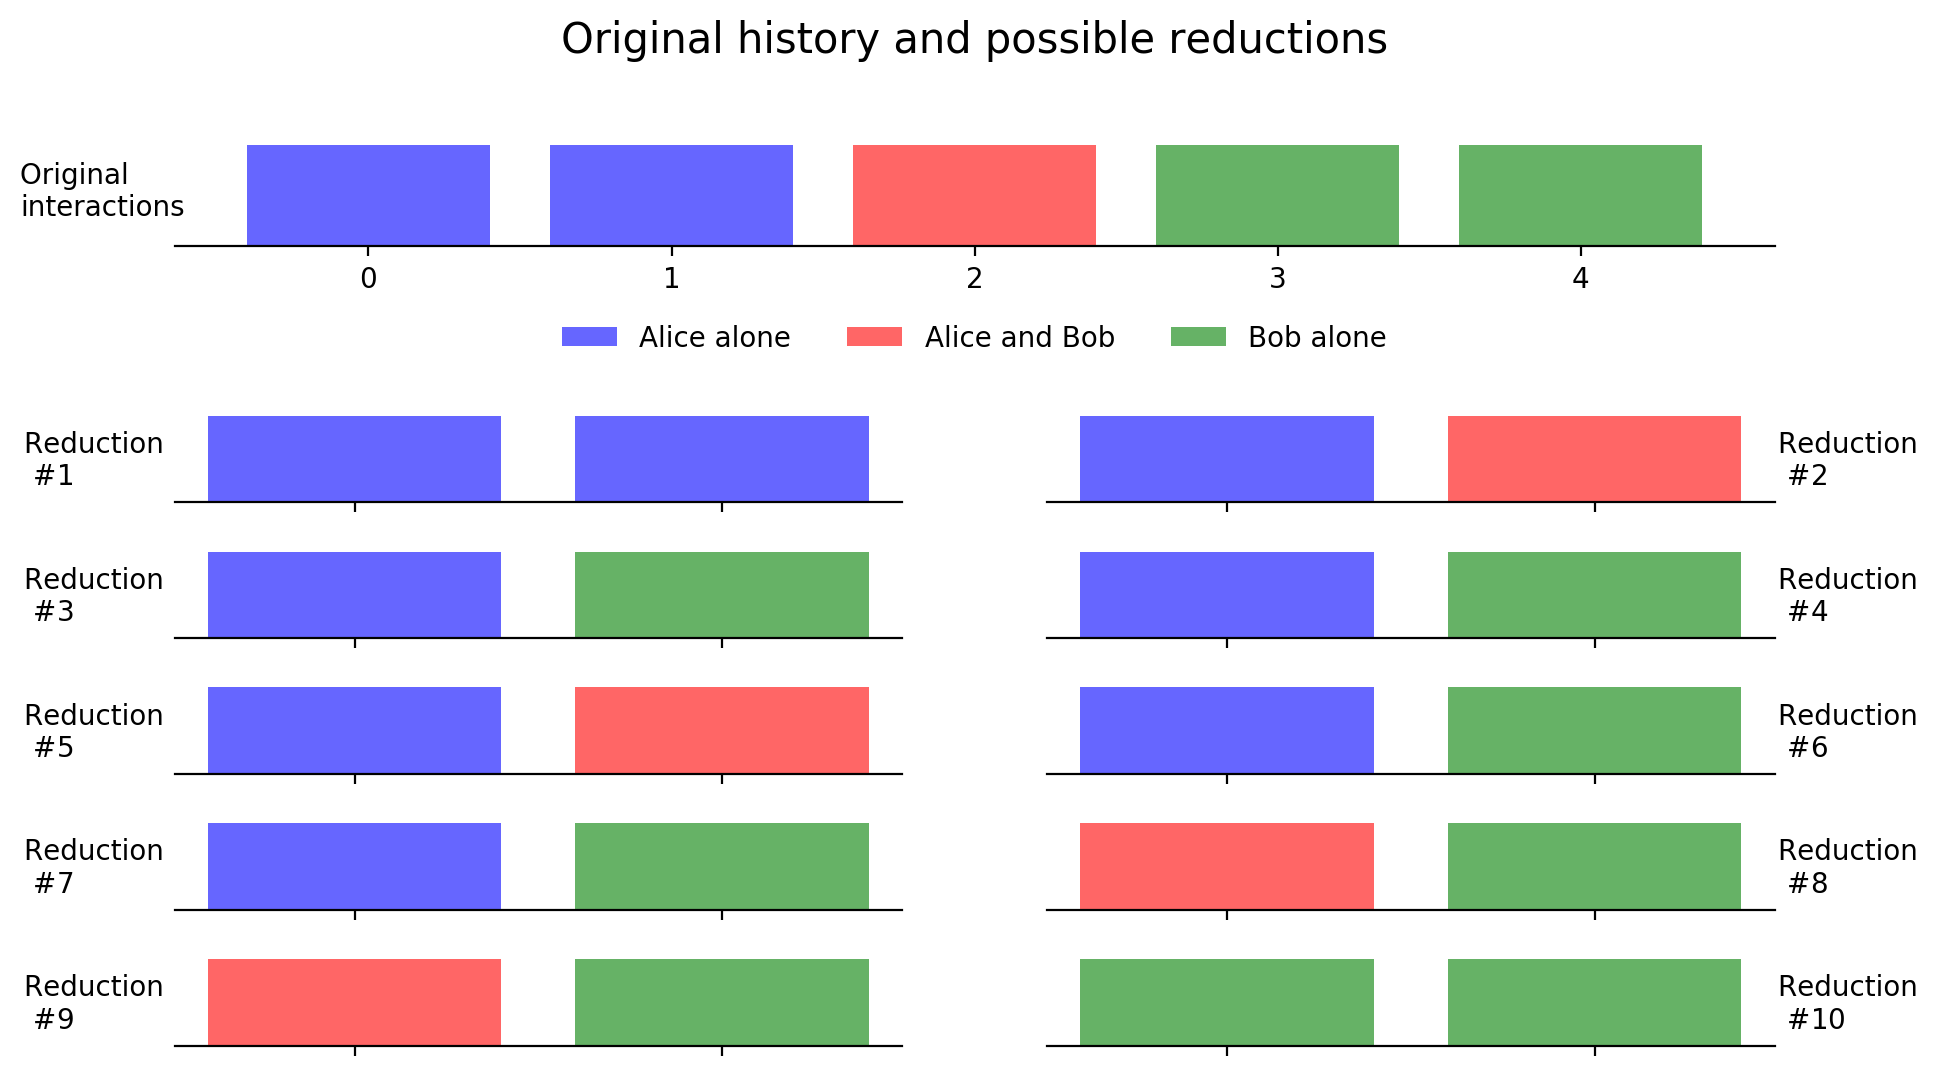 Original history and possible reductions
Original
interactions
0
1
2
3
4
Alice alone
Alice and Bob
Bob alone
Reduction
#1
Reduction
#2
Reduction
#3
Reduction
#4
Reduction
#5
Reduction
#6
Reduction
#7
Reduction
#8
Reduction
#9
Reduction
#10